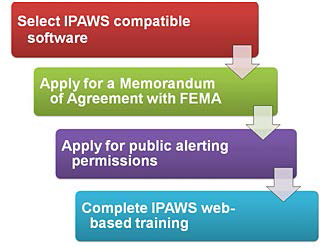 Select IPAWS compatible
software
Apply for a Memorandum
of Agreement with FEMA
Apply for public alerting
permissions
Complete IPAWS web-
based training